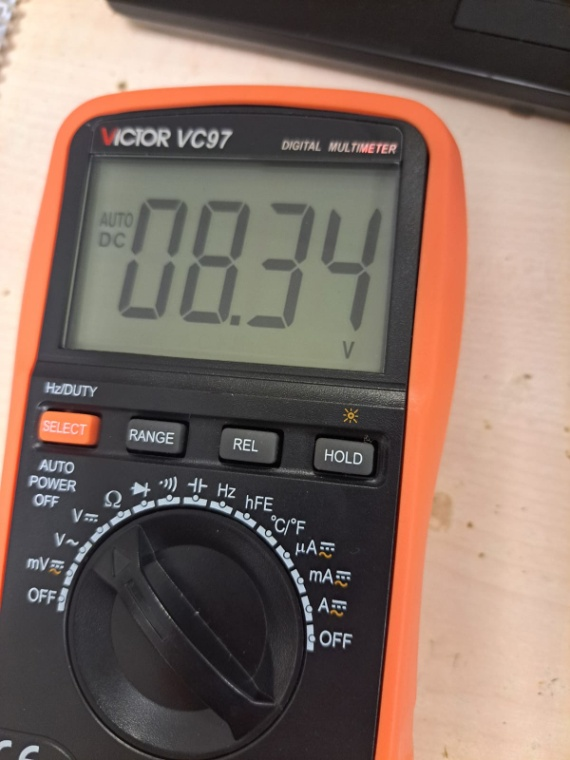 VICTOR VC97
DIGITAL MULTIMETER
AUTO
DC
08.34
V
Hz/DUTY
SELECT
RANGE
REL
HOLD
AUTO
POWER
OFF
Ω
Hz
hFE
V⎓
°C/°F
V~
μA⎓~
mV⎓~
mA⎓~
OFF
A⎓~
OFF
CE